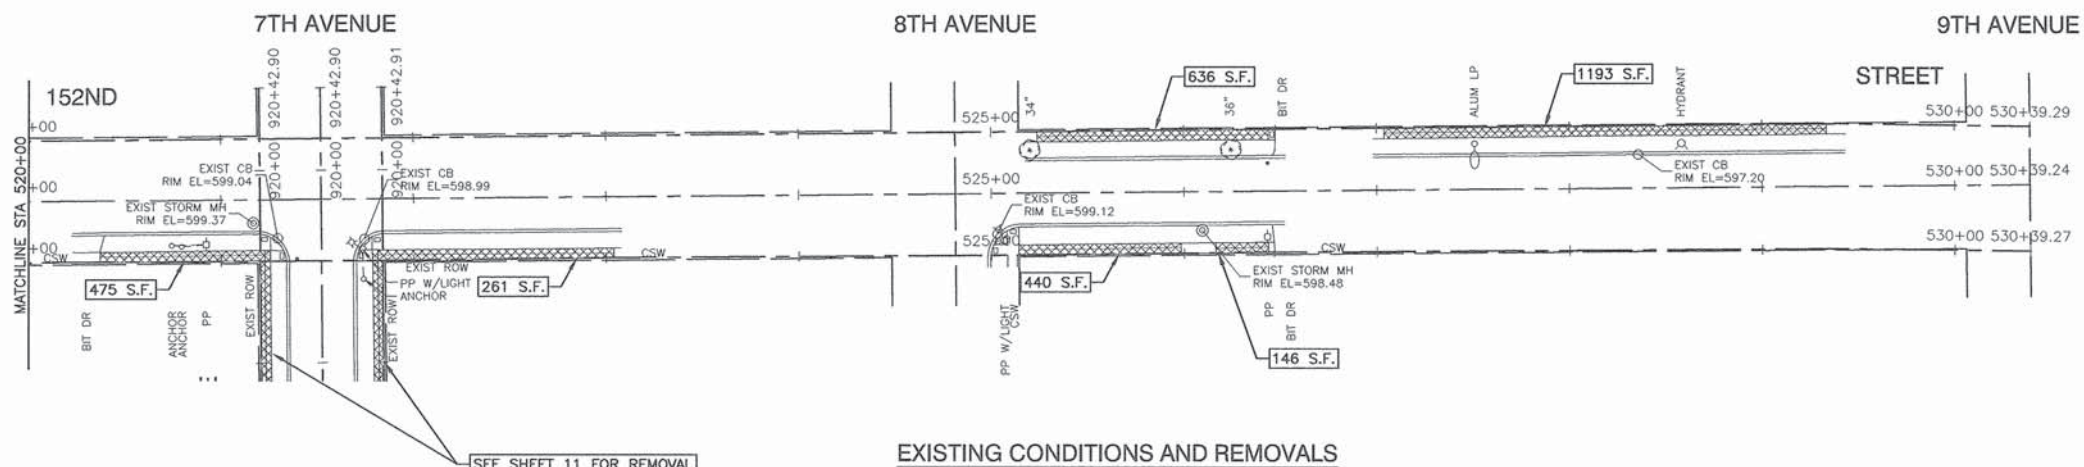 7TH AVENUE
8TH AVENUE
9TH AVENUE
152ND
STREET
920+42.90
920+42.90
920+42.91
636 S.F.
1193 S.F.
34"
36"
BIT DR
ALUM LP
HYDRANT
+00
525+00
530+00 530+39.29
EXIST CB
RIM EL=599.04
920+00
920+00
920+00
EXIST CB
RIM EL=598.99
EXIST CB
RIM EL=597.20
MATCHLINE STA 520+00
+00
525+00
530+00 530+39.24
EXIST STORM MH
RIM EL=599.37
EXIST CB
RIM EL=599.12
+00
CSW
CSW
525+00
CSW
530+00 530+39.27
475 S.F.
EXIST ROW
PP W/LIGHT
ANCHOR
261 S.F.
440 S.F.
EXIST STORM MH
RIM EL=598.48
BIT DR
ANCHOR
ANCHOR
PP
EXIST ROW
EXIST ROW
PP W/LIGHT
CSW
PP
BIT DR
146 S.F.
EXISTING CONDITIONS AND REMOVALS
SEE SHEET 11 FOR REMOVAL